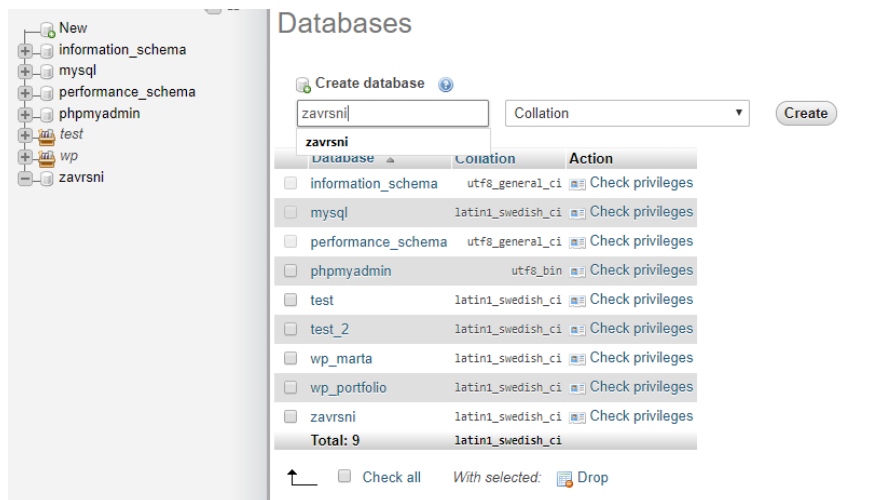 New
information_schema
mysql
performance_schema
phpmyadmin
test
wp
zavrsni
Databases
Create database
zavrsni
Collation
Create
zavrsni
Database Collation Action
information_schema utf8_general_ci Check privileges
mysql latin1_swedish_ci Check privileges
performance_schema utf8_general_ci Check privileges
phpmyadmin utf8_bin Check privileges
test latin1_swedish_ci Check privileges
test_2 latin1_swedish_ci Check privileges
wp_marta latin1_swedish_ci Check privileges
wp_portfolio latin1_swedish_ci Check privileges
zavrsni latin1_swedish_ci Check privileges
Total: 9 latin1_swedish_ci
Check all With selected: Drop